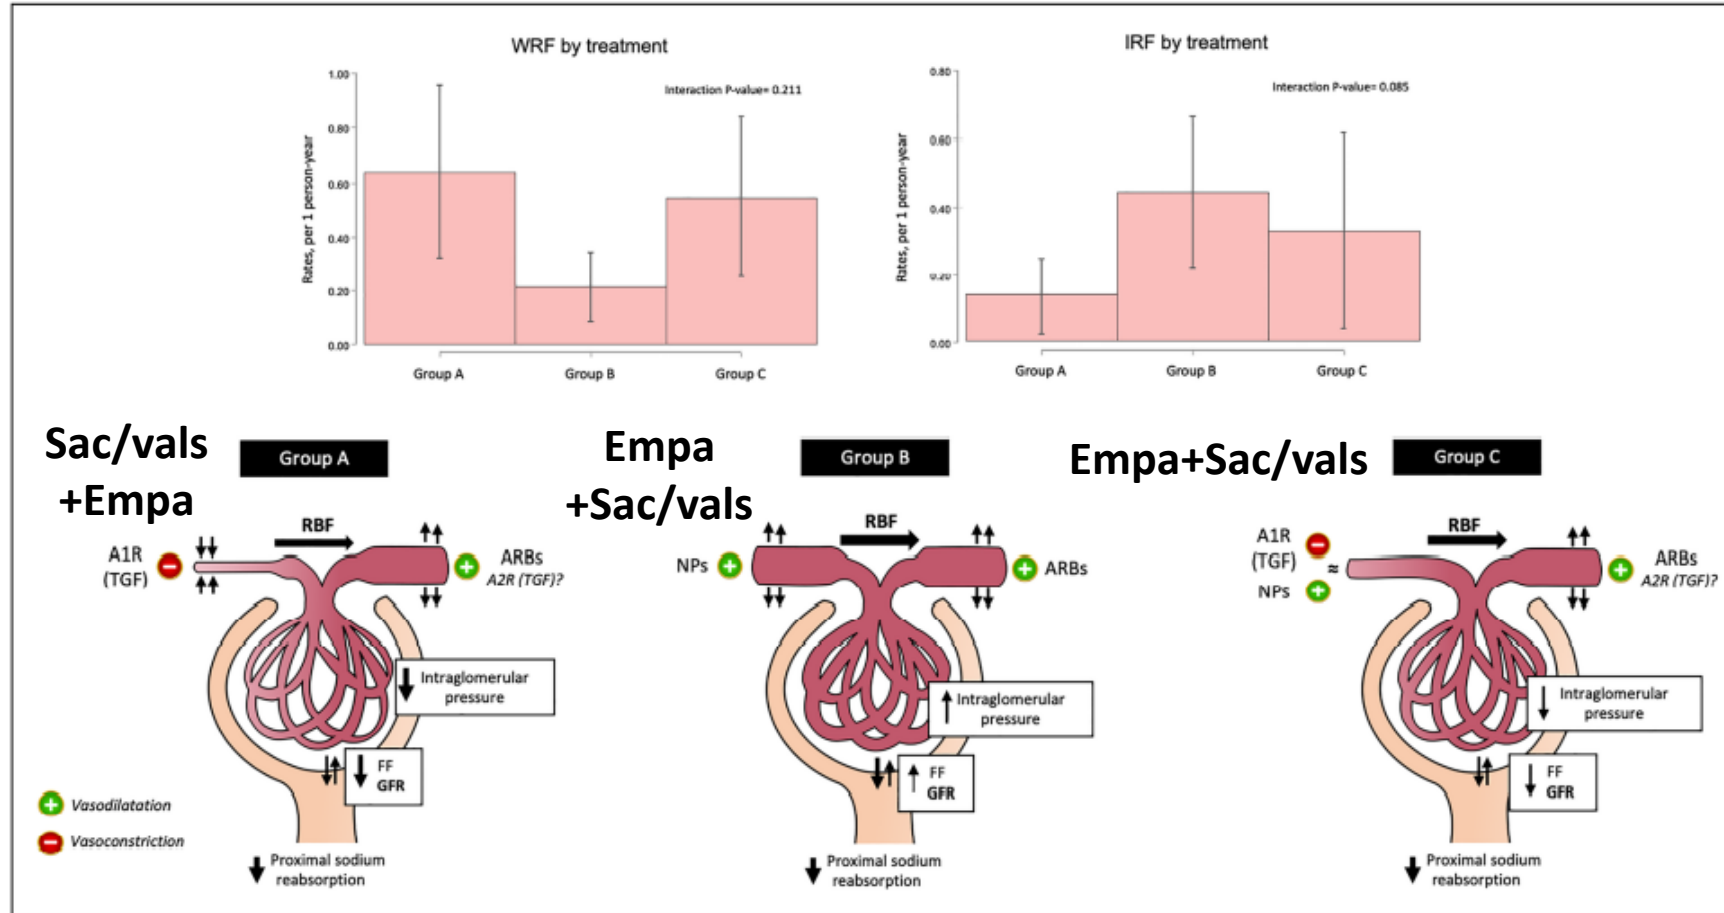 WRF by treatment
Interaction P-value= 0.211
Rates, per 1 person-year
1.00
0.80
0.60
0.40
0.20
0.00
Group A
Group B
Group C
IRF by treatment
Interaction P-value= 0.085
Rates, per 1 person-year
0.80
0.60
0.40
0.20
0.00
Group A
Group B
Group C
Sac/vals
+Empa
Group A
RBF
A1R
(TGF)
ARBs
A2R (TGF)?
Intraglomerular
pressure
FF
GFR
Proximal sodium
reabsorption
Vasodilatation
Vasoconstriction
Empa
+Sac/vals
Group B
RBF
NPs
ARBs
Intraglomerular
pressure
FF
GFR
Proximal sodium
reabsorption
Empa+Sac/vals
Group C
RBF
A1R
(TGF)
≈
NPs
ARBs
A2R (TGF)?
Intraglomerular
pressure
FF
GFR
Proximal sodium
reabsorption